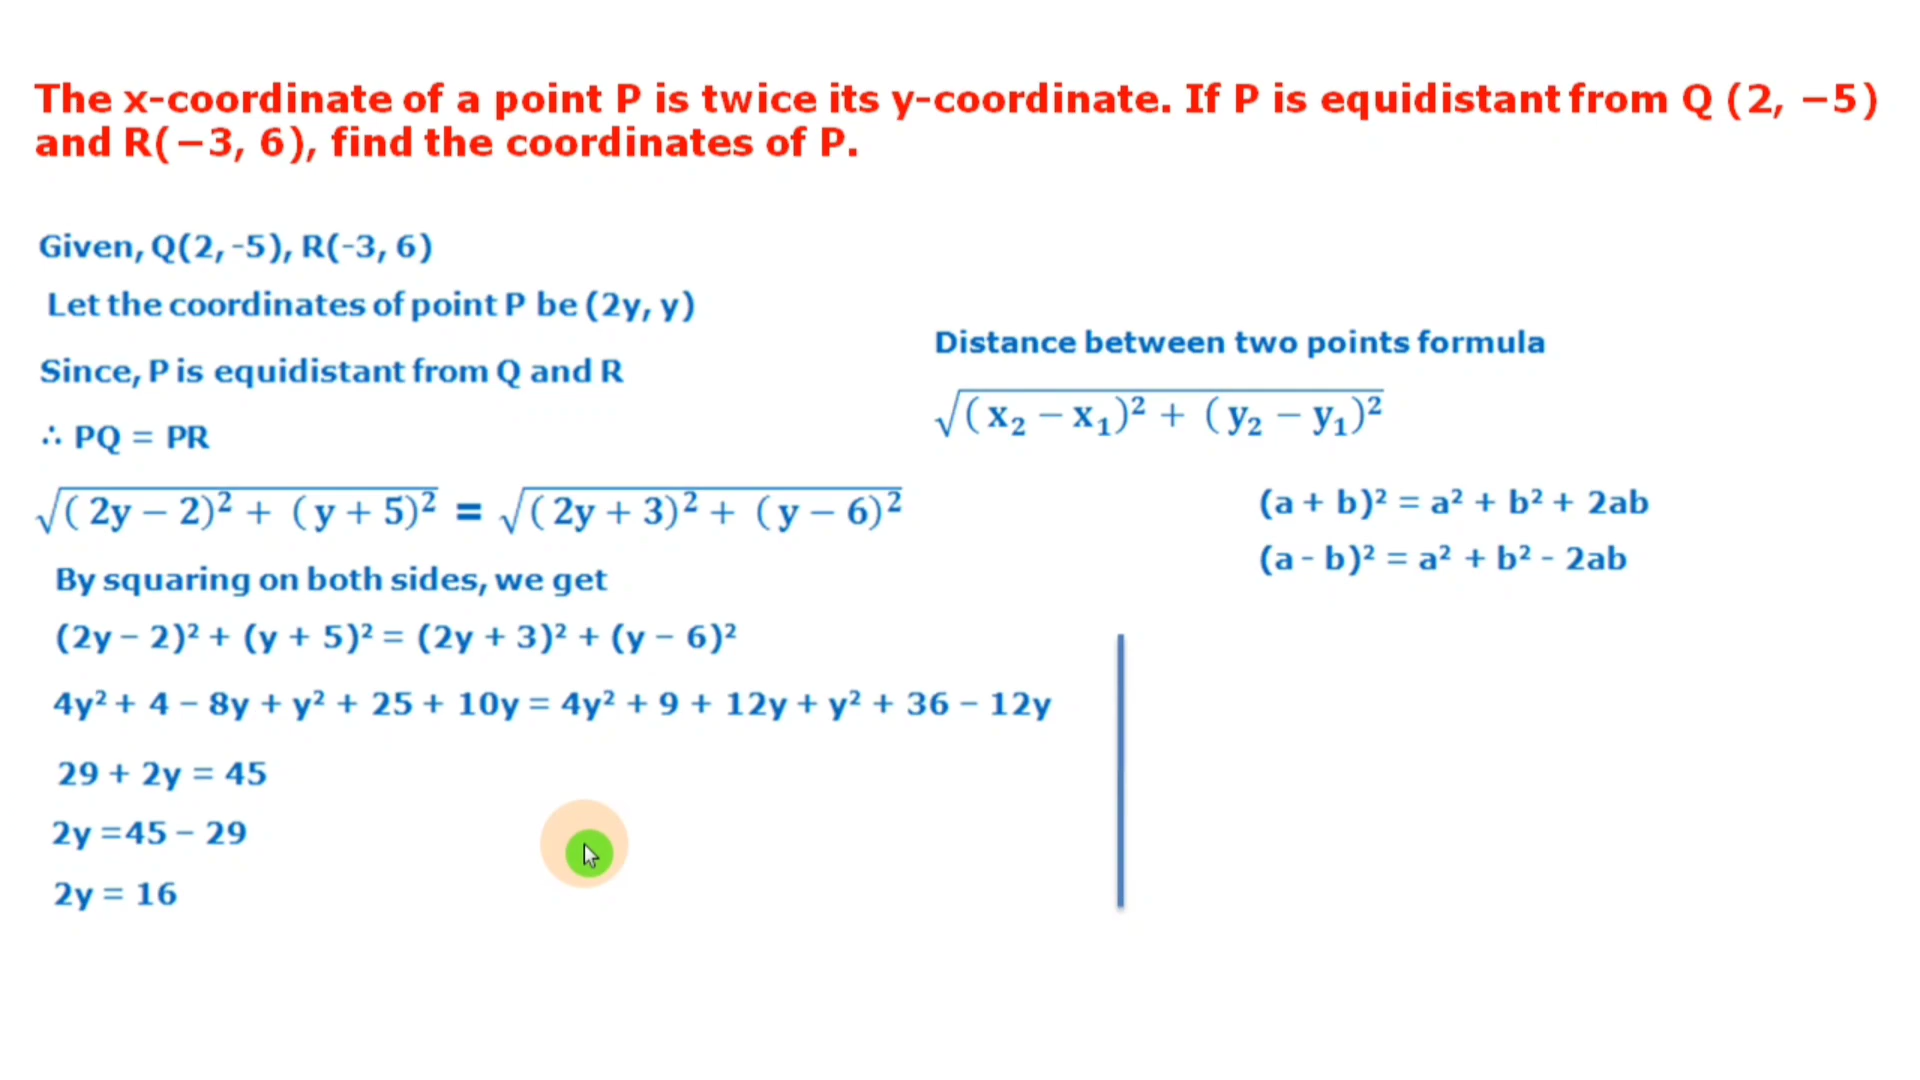 The x-coordinate of a point P is twice its y-coordinate. If P is equidistant from Q (2, −5)
and R(−3, 6), find the coordinates of P.
Given, Q(2, -5), R(-3, 6)
Let the coordinates of point P be (2y, y)
Since, P is equidistant from Q and R
∴ PQ = PR
√(( 2y − 2)² + ( y + 5)²) = √(( 2y + 3)² + ( y − 6)²)
By squaring on both sides, we get
(2y − 2)² + (y + 5)² = (2y + 3)² + (y − 6)²
4y² + 4 − 8y + y² + 25 + 10y = 4y² + 9 + 12y + y² + 36 − 12y
29 + 2y = 45
2y =45 − 29
2y = 16
Distance between two points formula
√(( x₂ − x₁)² + ( y₂ − y₁)²)
(a + b)² = a² + b² + 2ab
(a - b)² = a² + b² - 2ab